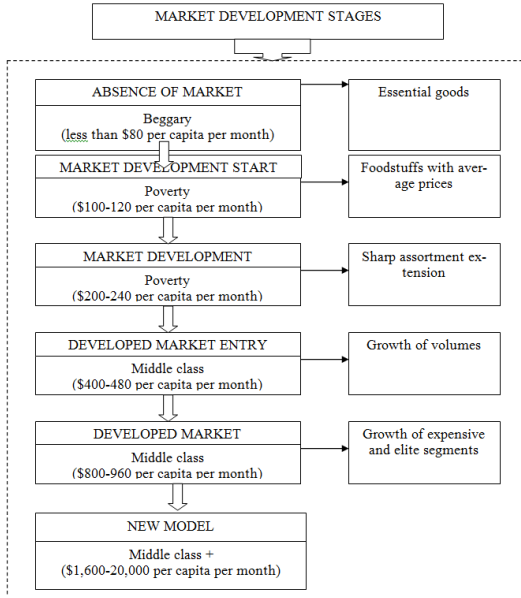 MARKET DEVELOPMENT STAGES
ABSENCE OF MARKET
Beggary
(less than $80 per capita per month)
Essential goods
MARKET DEVELOPMENT START
Poverty
($100-120 per capita per month)
Foodstuffs with aver-
age prices
MARKET DEVELOPMENT
Poverty
($200-240 per capita per month)
Sharp assortment ex-
tension
DEVELOPED MARKET ENTRY
Middle class
($400-480 per capita per month)
Growth of volumes
DEVELOPED MARKET
Middle class
($800-960 per capita per month)
Growth of expensive
and elite segments
NEW MODEL
Middle class +
($1,600-20,000 per capita per month)